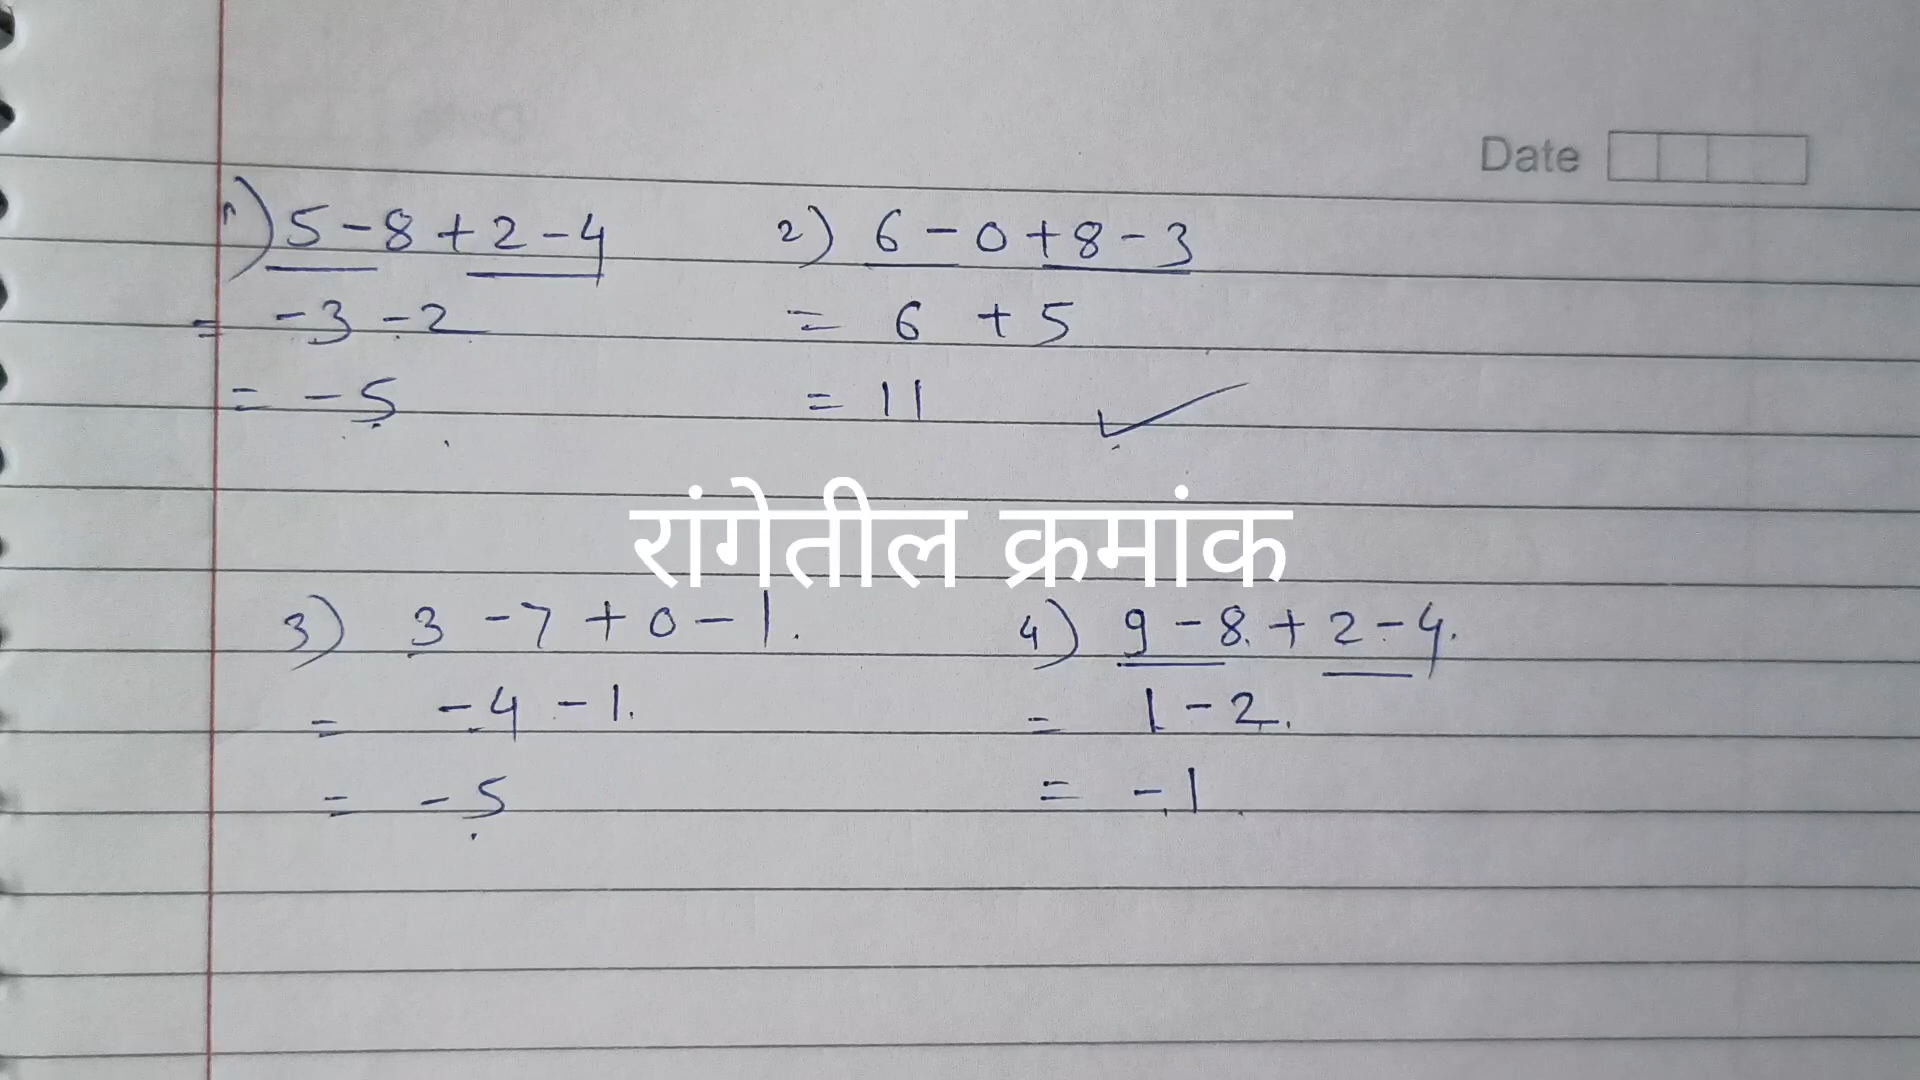 Date
१) 5 - 8 + 2 - 4
= - 3 - 2
= - 5
2) 6 - 0 + 8 - 3
= 6 + 5
= 11 ✓
रांगेतील क्रमांक
3) 3 - 7 + 0 - 1.
= - 4 - 1.
= - 5
4) 9 - 8. + 2 - 4.
= 1 - 2.
= - 1